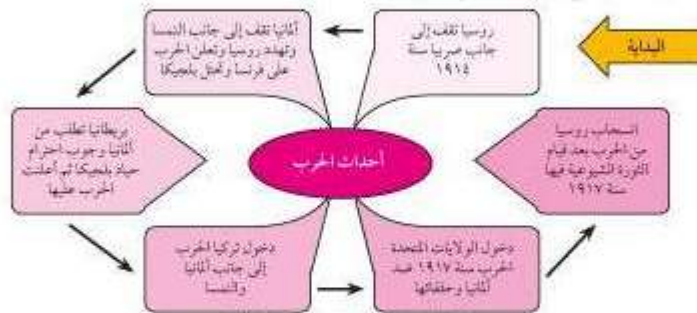 البداية
روسيا تقف إلى
جانب صربيا سنة
١٩١٤
ألمانيا تقف إلى جانب النمسا
وتهدد روسيا وتعلن الحرب
على فرنسا وتحتل بلجيكا
بريطانيا تطلب من
ألمانيا وجوب احترام
حياد بلجيكا ثم أعلنت
الحرب عليها
دخول تركيا الحرب
إلى جانب ألمانيا
والنمسا
دخول الولايات المتحدة
الحرب سنة ١٩١٧ ضد
ألمانيا وحلفائها
انسحاب روسيا
من الحرب بعد قيام
الثورة الشيوعية فيها
سنة ١٩١٧
أحداث الحرب